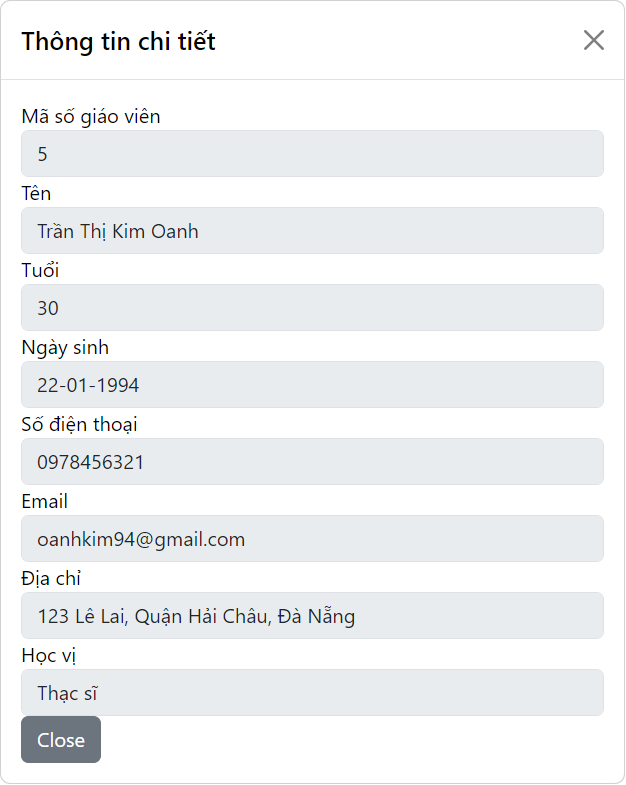 Thông tin chi tiết
Mã số giáo viên
5
Tên
Trần Thị Kim Oanh
Tuổi
30
Ngày sinh
22-01-1994
Số điện thoại
0978456321
Email
oanhkim94@gmail.com
Địa chỉ
123 Lê Lai, Quận Hải Châu, Đà Nẵng
Học vị
Thạc sĩ
Close